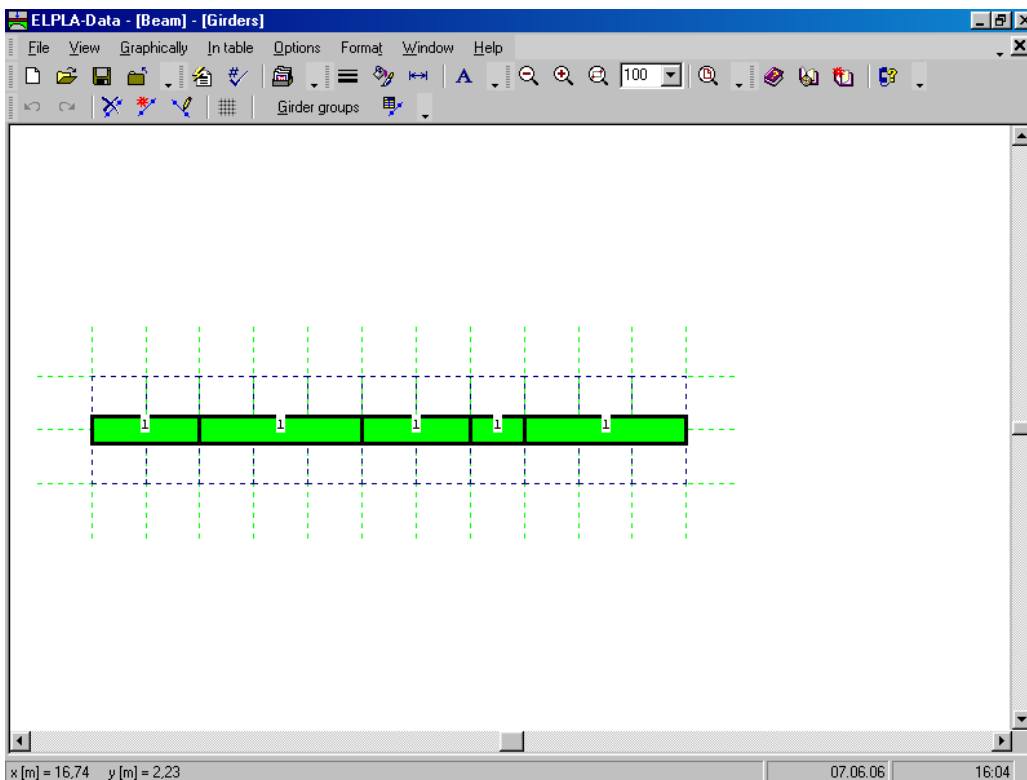 ELPLA-Data - [Beam] - [Girders]
File View Graphically In table Options Format Window Help
A 100
Girder groups
1 1 1 1 1
x [m] = 16,74 y [m] = 2,23 07.06.06 16:04